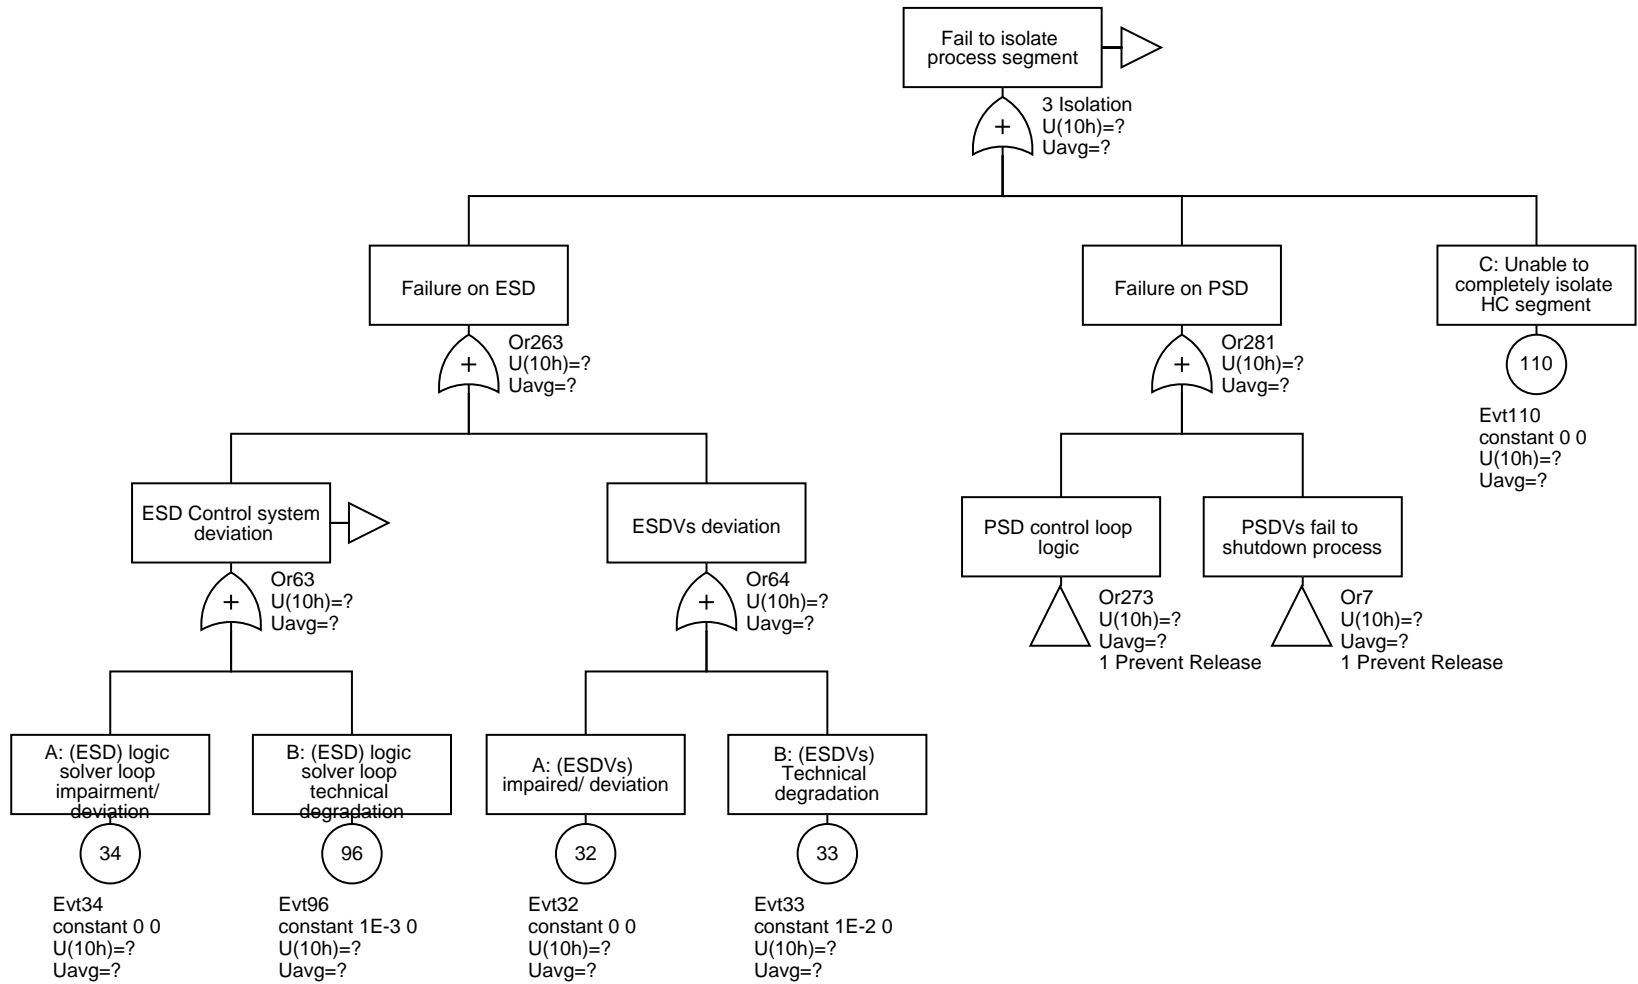 Fail to isolate
process segment
3 Isolation
U(10h)=?
Uavg=?
+
Failure on ESD
Or263
U(10h)=?
Uavg=?
+
Failure on PSD
Or281
U(10h)=?
Uavg=?
+
C: Unable to
completely isolate
HC segment
110
Evt110
constant 0 0
U(10h)=?
Uavg=?
ESD Control system
deviation
Or63
U(10h)=?
Uavg=?
+
ESDVs deviation
Or64
U(10h)=?
Uavg=?
+
PSD control loop
logic
Or273
U(10h)=?
Uavg=?
1 Prevent Release
PSDVs fail to
shutdown process
Or7
U(10h)=?
Uavg=?
1 Prevent Release
A: (ESD) logic
solver loop
impairment/
deviation
34
Evt34
constant 0 0
U(10h)=?
Uavg=?
B: (ESD) logic
solver loop
technical
degradation
96
Evt96
constant 1E-3 0
U(10h)=?
Uavg=?
A: (ESDVs)
impaired/ deviation
32
Evt32
constant 0 0
U(10h)=?
Uavg=?
B: (ESDVs)
Technical
degradation
33
Evt33
constant 1E-2 0
U(10h)=?
Uavg=?